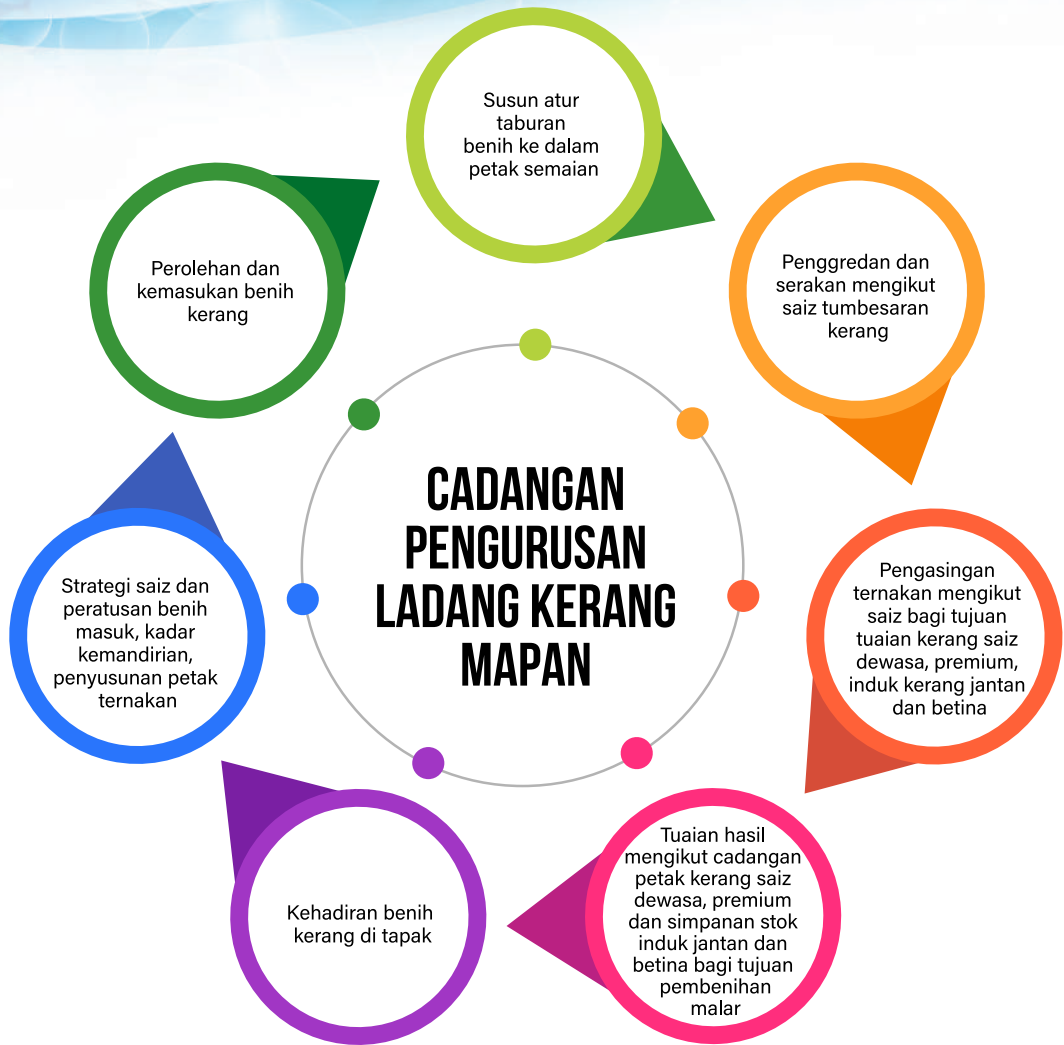 Susun atur
taburan
benih ke dalam
petak semaian
Penggredan dan
serakan mengikut
saiz tumbesaran
kerang
Pengasingan
ternakan mengikut
saiz bagi tujuan
tuaian kerang saiz
dewasa, premium,
induk kerang jantan
dan betina
Tuaian hasil
mengikut cadangan
petak kerang saiz
dewasa, premium
dan simpanan stok
induk jantan dan
betina bagi tujuan
pembenihan
malar
Kehadiran benih
kerang di tapak
Strategi saiz dan
peratusan benih
masuk, kadar
kemandirian,
penyusunan petak
ternakan
Perolehan dan
kemasukan benih
kerang
CADANGAN
PENGURUSAN
LADANG KERANG
MAPAN